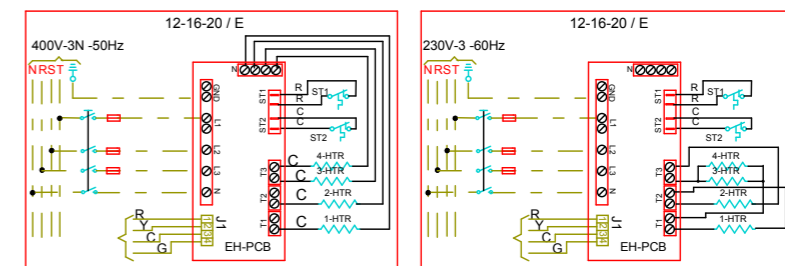 12-16-20 / E
400V-3N -50Hz
NRST
N
GND
L1
L2
L3
N
ST1
ST2
R
R
C
C
ST1
ST2
T3
T2
T1
C
C
C
C
4-HTR
3-HTR
2-HTR
1-HTR
R
Y
C
G
1234
J1
EH-PCB
12-16-20 / E
230V-3 -60Hz
NRST
N
GND
L1
L2
L3
N
ST1
ST2
R
R
C
C
ST1
ST2
T3
T2
T1
4-HTR
3-HTR
2-HTR
1-HTR
R
Y
C
G
1234
J1
EH-PCB